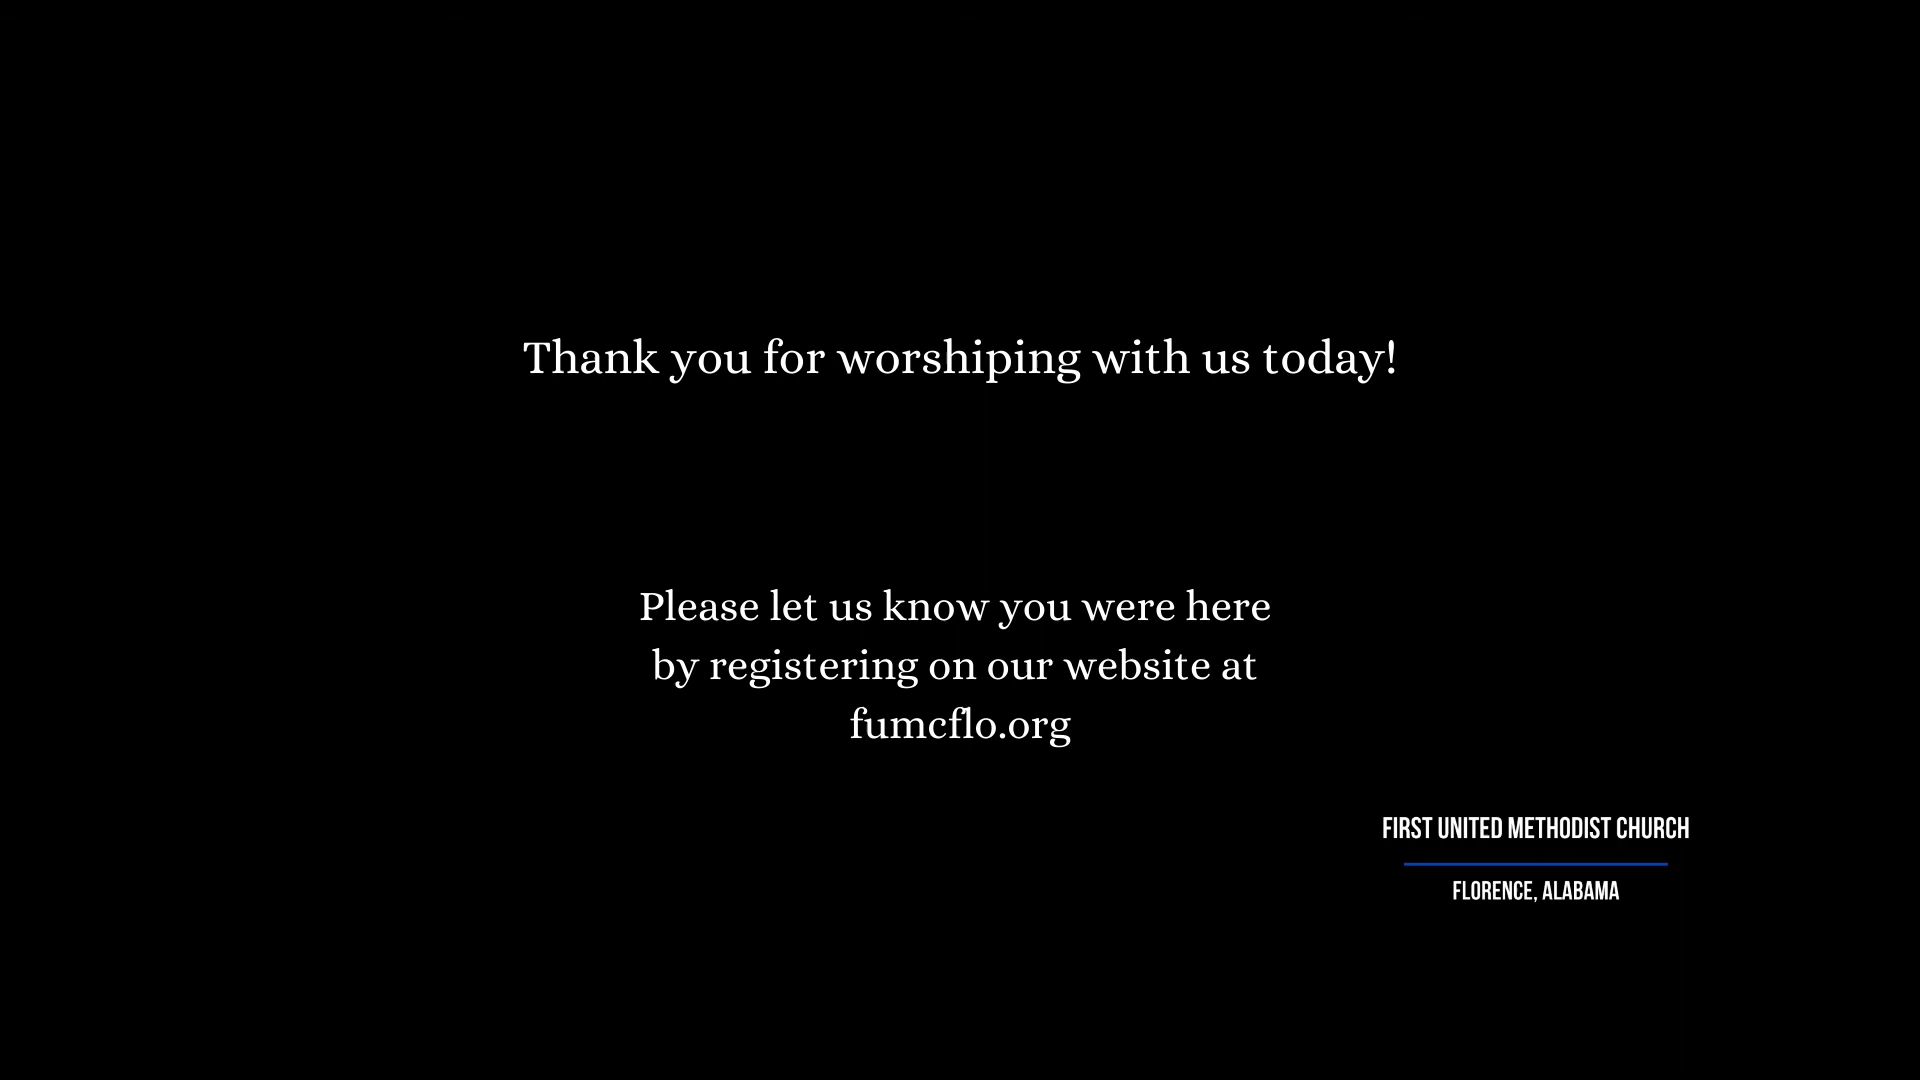 Thank you for worshiping with us today!
Please let us know you were here
by registering on our website at
fumcflo.org
FIRST UNITED METHODIST CHURCH
FLORENCE, ALABAMA